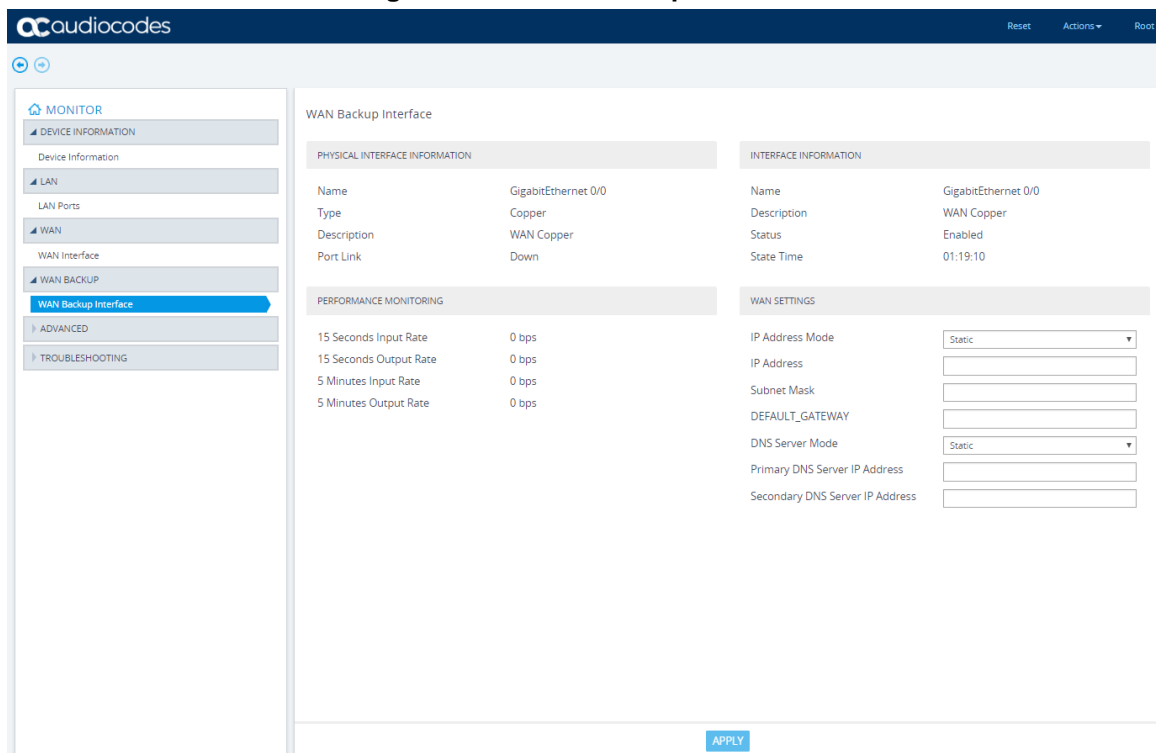 audiocodes
Reset Actions Root
MONITOR
DEVICE INFORMATION
Device Information
LAN
LAN Ports
WAN
WAN Interface
WAN BACKUP
WAN Backup Interface
ADVANCED
TROUBLESHOOTING
WAN Backup Interface
PHYSICAL INTERFACE INFORMATION
Name GigabitEthernet 0/0
Type Copper
Description WAN Copper
Port Link Down
INTERFACE INFORMATION
Name GigabitEthernet 0/0
Description WAN Copper
Status Enabled
State Time 01:19:10
PERFORMANCE MONITORING
15 Seconds Input Rate 0 bps
15 Seconds Output Rate 0 bps
5 Minutes Input Rate 0 bps
5 Minutes Output Rate 0 bps
WAN SETTINGS
IP Address Mode Static
IP Address
Subnet Mask
DEFAULT_GATEWAY
DNS Server Mode Static
Primary DNS Server IP Address
Secondary DNS Server IP Address
APPLY